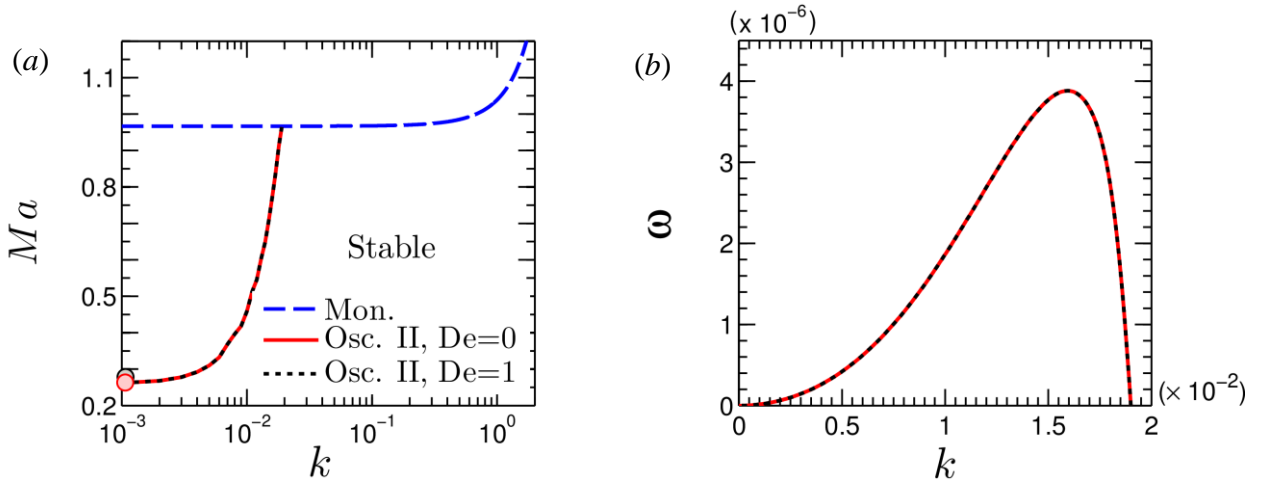 (a)
Ma
1.1
0.8
0.5
0.2
Stable
Mon.
Osc. II, De=0
Osc. II, De=1
10⁻³
10⁻²
10⁻¹
10⁰
k
(b)
(x 10⁻⁶)
ω
4
3
2
1
0
0
0.5
1
1.5
2
(× 10⁻²)
k